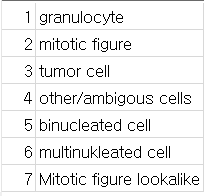 1 granulocyte
2 mitotic figure
3 tumor cell
4 other/ambigous cells
5 binucleated cell
6 multinukleated cell
7 Mitotic figure lookalike